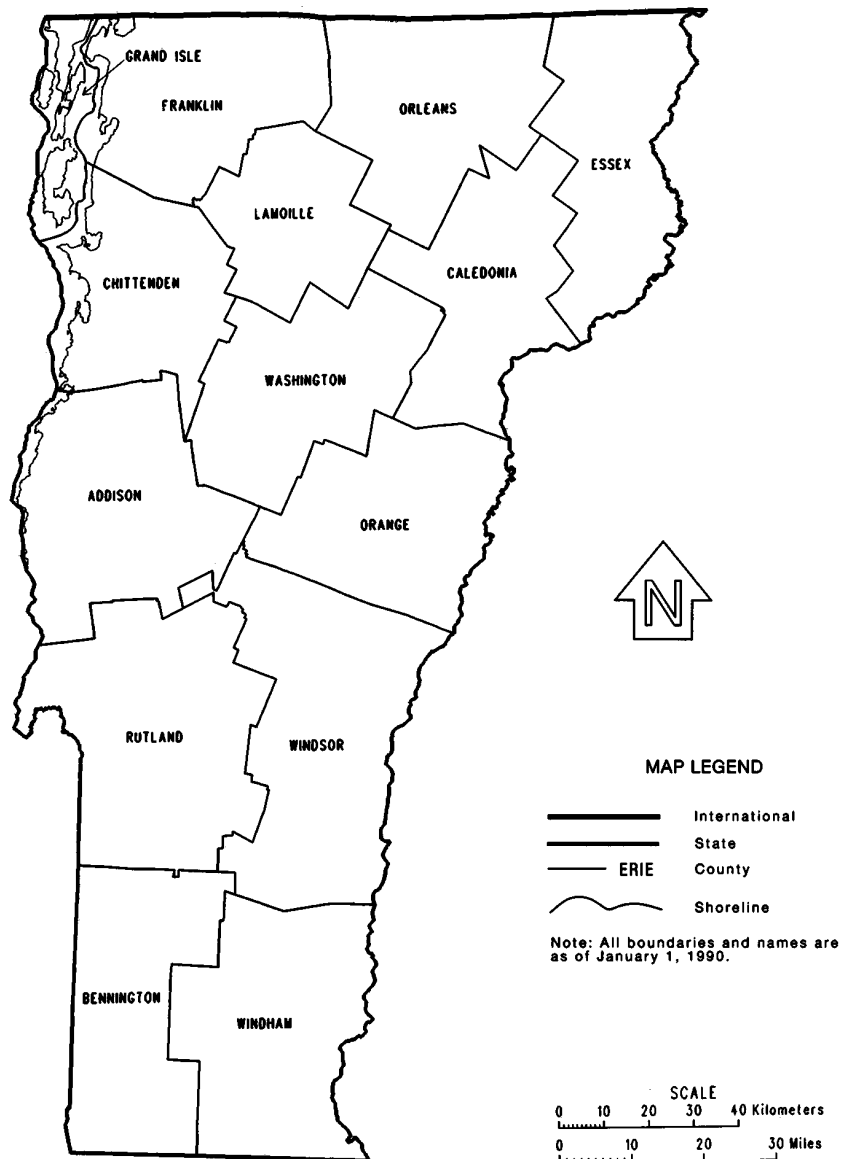 GRAND ISLE
FRANKLIN
ORLEANS
ESSEX
LAMOILLE
CHITTENDEN
CALEDONIA
WASHINGTON
ADDISON
ORANGE
N
RUTLAND
WINDSOR
BENNINGTON
WINDHAM
MAP LEGEND
International
State
ERIE County
Shoreline
Note: All boundaries and names are
as of January 1, 1990.
SCALE
0 10 20 30 40 Kilometers
0 10 20 30 Miles